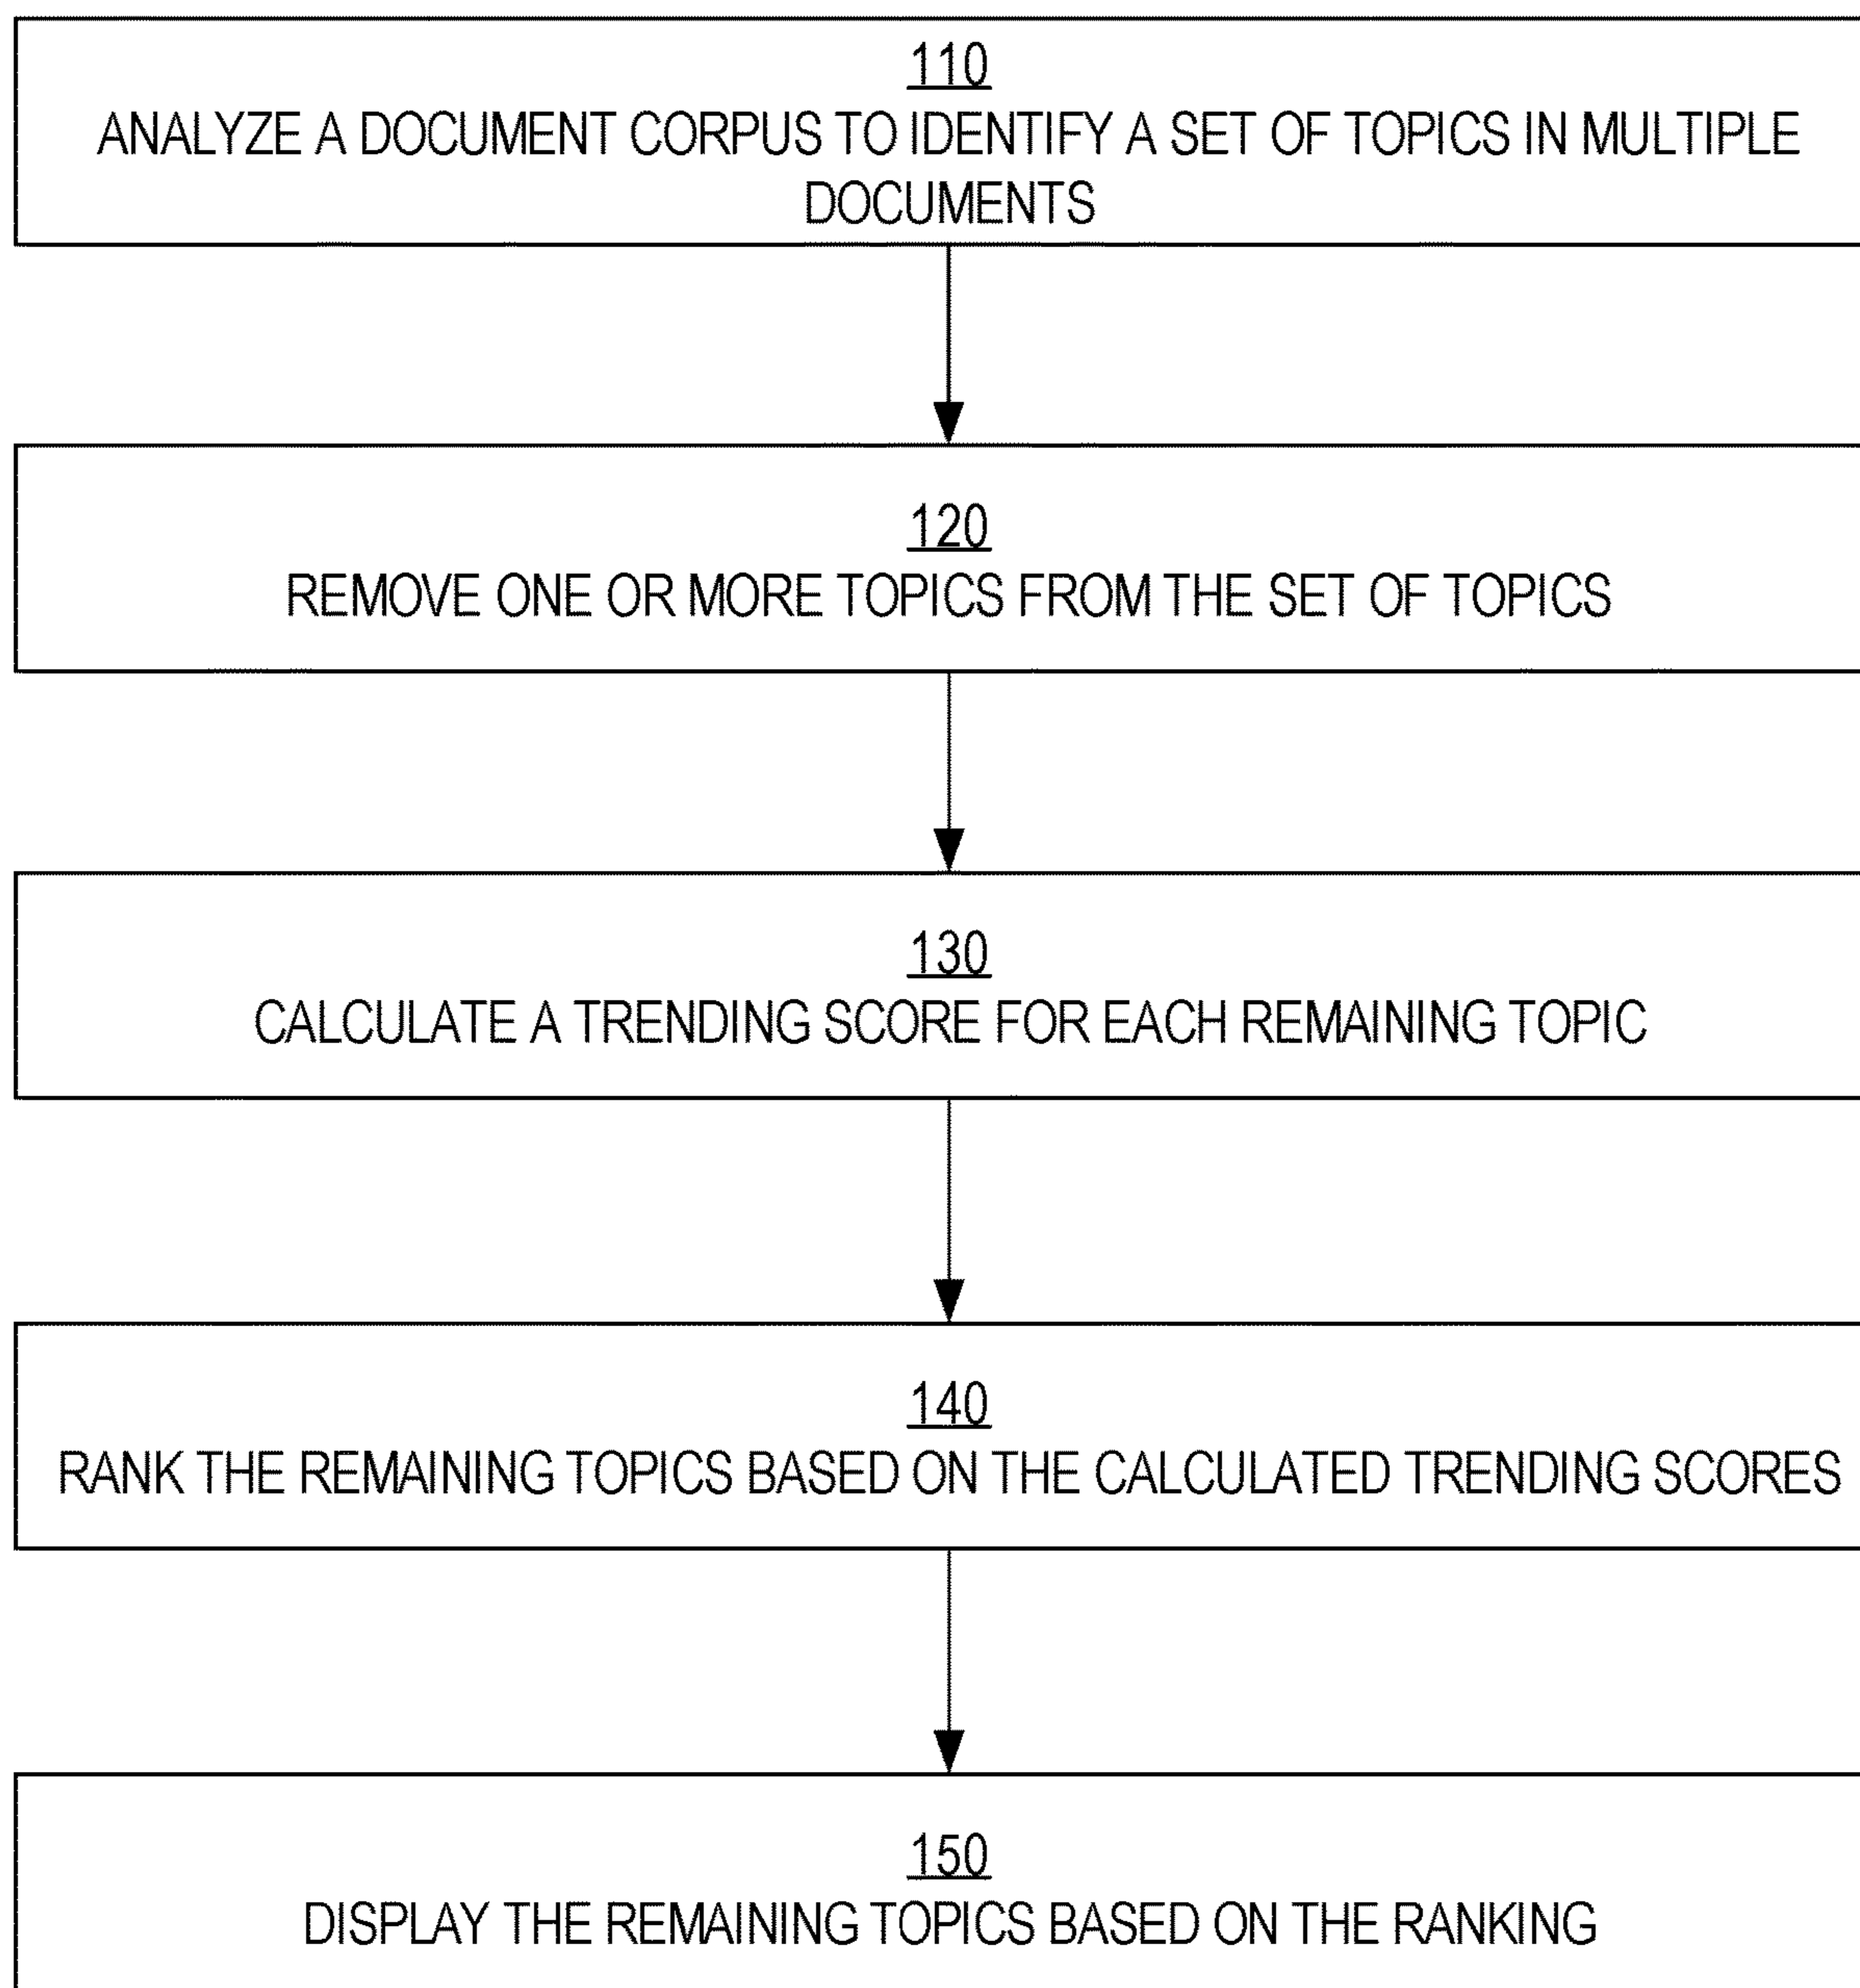 110
ANALYZE A DOCUMENT CORPUS TO IDENTIFY A SET OF TOPICS IN MULTIPLE
DOCUMENTS
120
REMOVE ONE OR MORE TOPICS FROM THE SET OF TOPICS
130
CALCULATE A TRENDING SCORE FOR EACH REMAINING TOPIC
140
RANK THE REMAINING TOPICS BASED ON THE CALCULATED TRENDING SCORES
150
DISPLAY THE REMAINING TOPICS BASED ON THE RANKING